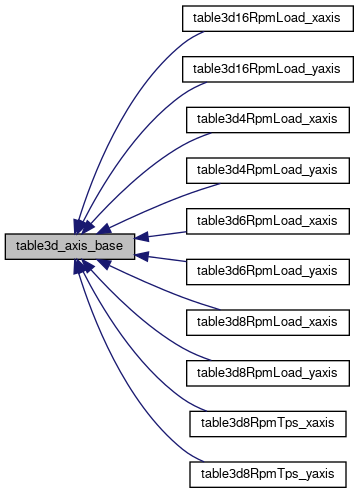 table3d16RpmLoad_xaxis
table3d16RpmLoad_yaxis
table3d4RpmLoad_xaxis
table3d4RpmLoad_yaxis
table3d6RpmLoad_xaxis
table3d_axis_base
table3d6RpmLoad_yaxis
table3d8RpmLoad_xaxis
table3d8RpmLoad_yaxis
table3d8RpmTps_xaxis
table3d8RpmTps_yaxis